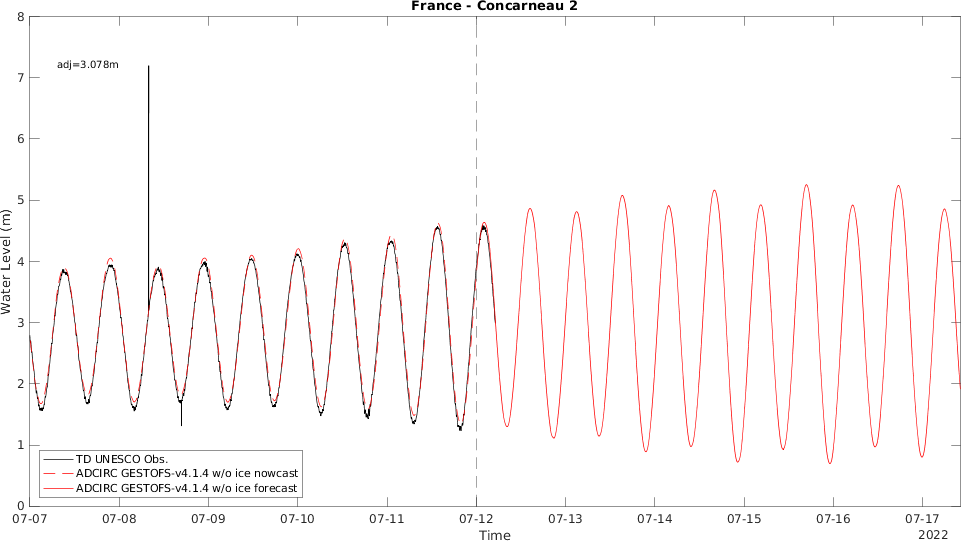 France - Concarneau 2
8
7
6
5
4
3
2
1
0
Water Level (m)
adj=3.078m
TD UNESCO Obs.
ADCIRC GESTOFS-v4.1.4 w/o ice nowcast
ADCIRC GESTOFS-v4.1.4 w/o ice forecast
07-07 07-08 07-09 07-10 07-11 07-12 07-13 07-14 07-15 07-16 07-17
Time
2022